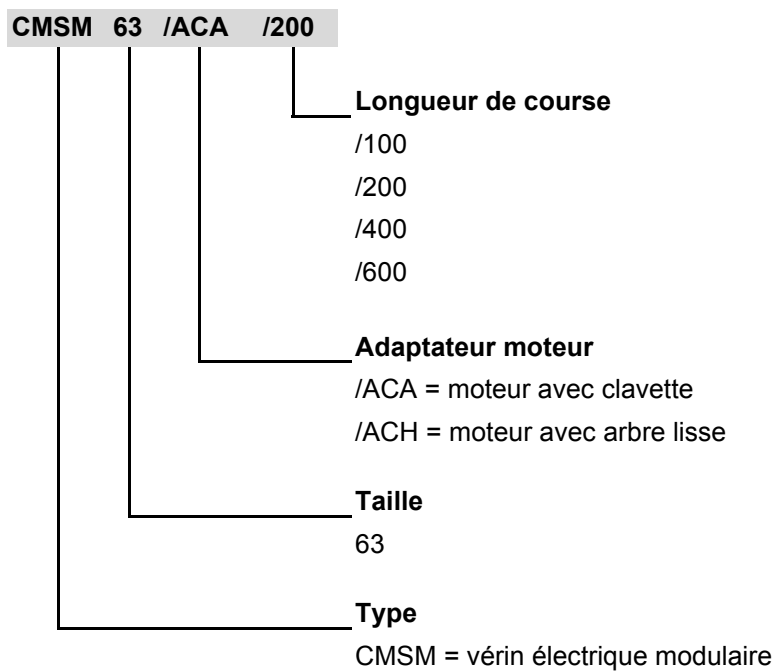 CMSM 63 /ACA /200
Longueur de course
/100
/200
/400
/600
Adaptateur moteur
/ACA = moteur avec clavette
/ACH = moteur avec arbre lisse
Taille
63
Type
CMSM = vérin électrique modulaire